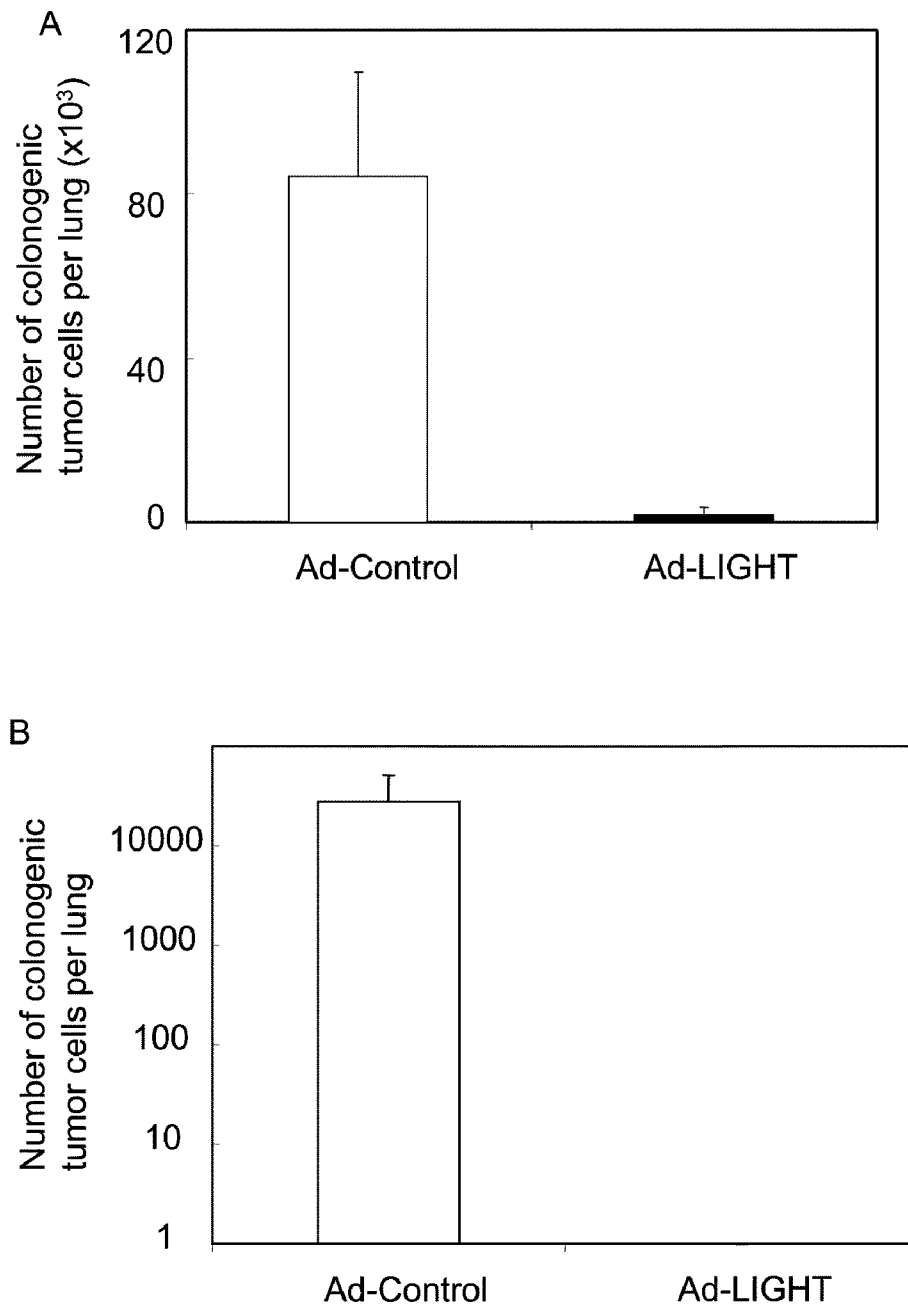 A
Number of colonogenic
tumor cells per lung (x10³)
120
80
40
0
Ad-Control
Ad-LIGHT
B
Number of colonogenic
tumor cells per lung
10000
1000
100
10
1
Ad-Control
Ad-LIGHT